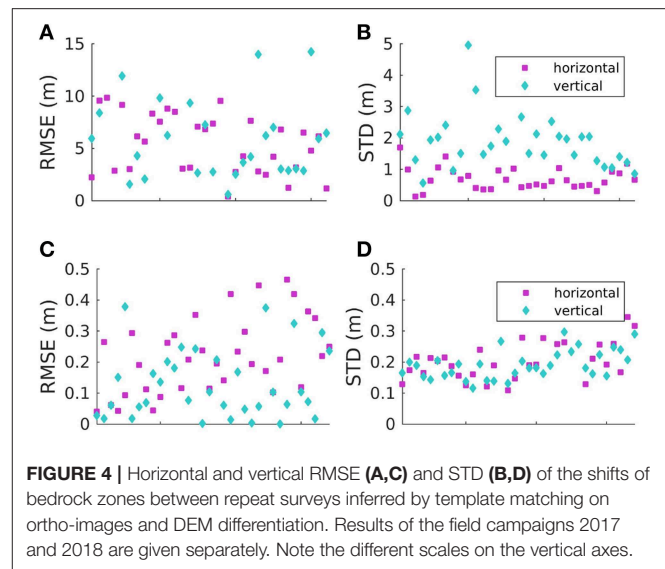 A
B
15
10
5
0
RMSE (m)
5
4
3
2
1
0
STD (m)
horizontal
vertical
C
D
0.5
0.4
0.3
0.2
0.1
0
RMSE (m)
0.5
0.4
0.3
0.2
0.1
0
STD (m)
horizontal
vertical
FIGURE 4 | Horizontal and vertical RMSE (A,C) and STD (B,D) of the shifts of
bedrock zones between repeat surveys inferred by template matching on
ortho-images and DEM differentiation. Results of the field campaigns 2017
and 2018 are given separately. Note the different scales on the vertical axes.